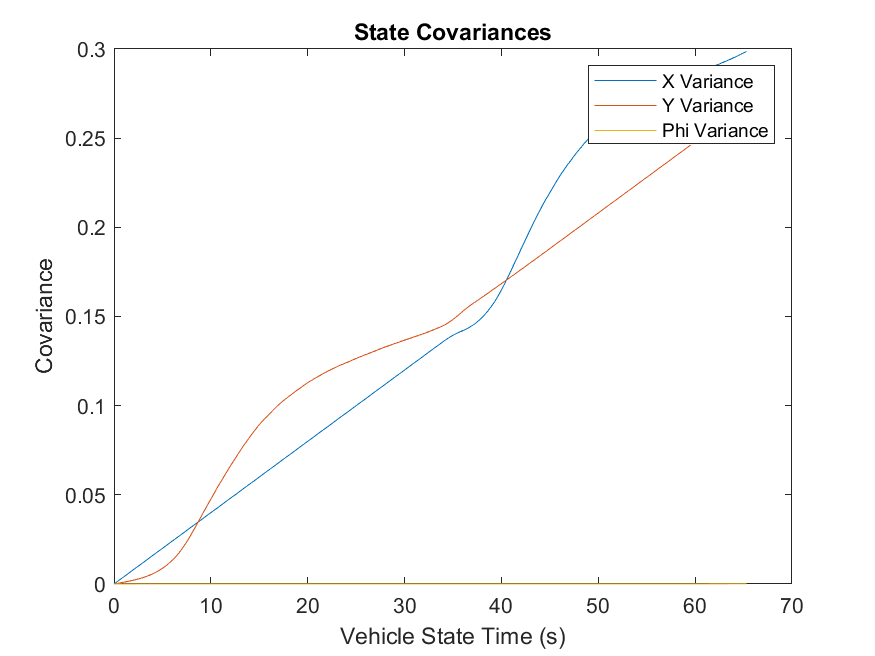 State Covariances
0.3
X Variance
Y Variance
Phi Variance
0.25
0.2
0.15
0.1
0.05
0
Covariance
0 10 20 30 40 50 60 70
Vehicle State Time (s)